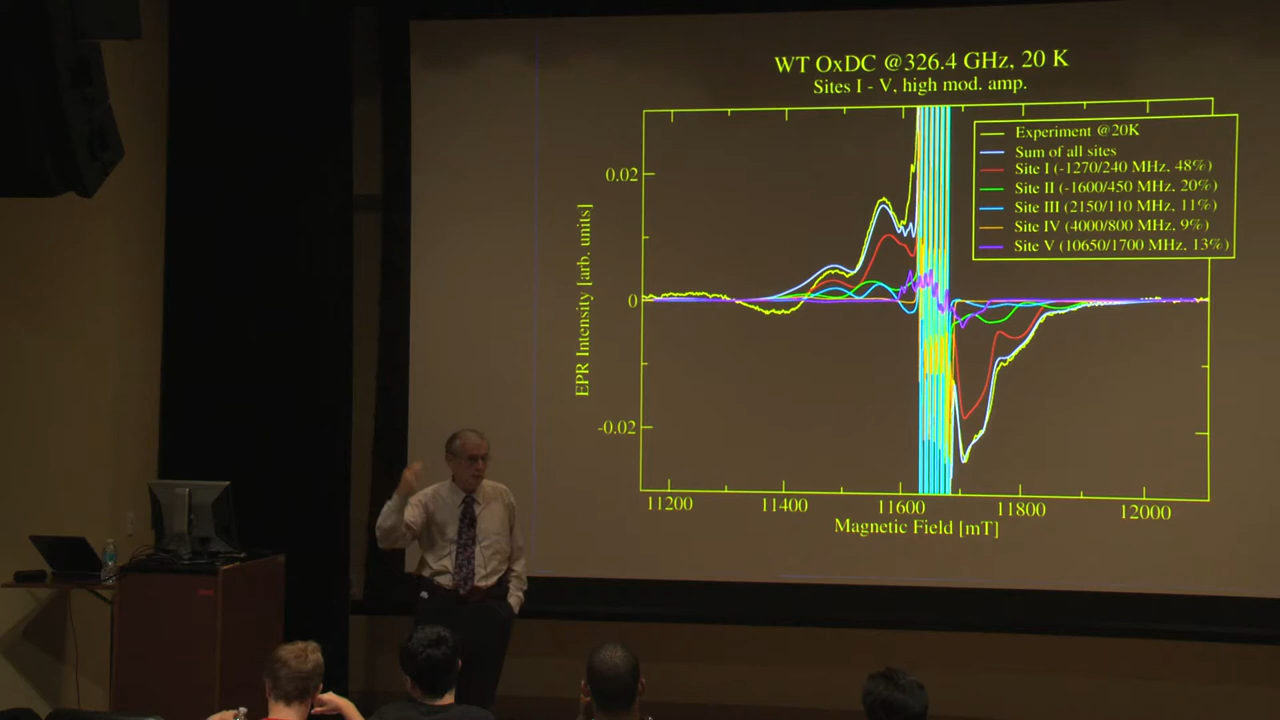 WT OxDC @326.4 GHz, 20 K
Sites I - V, high mod. amp.
Experiment @20K
Sum of all sites
Site I (-1270/240 MHz, 48%)
Site II (-1600/450 MHz, 20%)
Site III (2150/110 MHz, 11%)
Site IV (4000/800 MHz, 9%)
Site V (10650/1700 MHz, 13%)
EPR Intensity [arb. units]
0.02
0
-0.02
11200 11400 11600 11800 12000
Magnetic Field [mT]